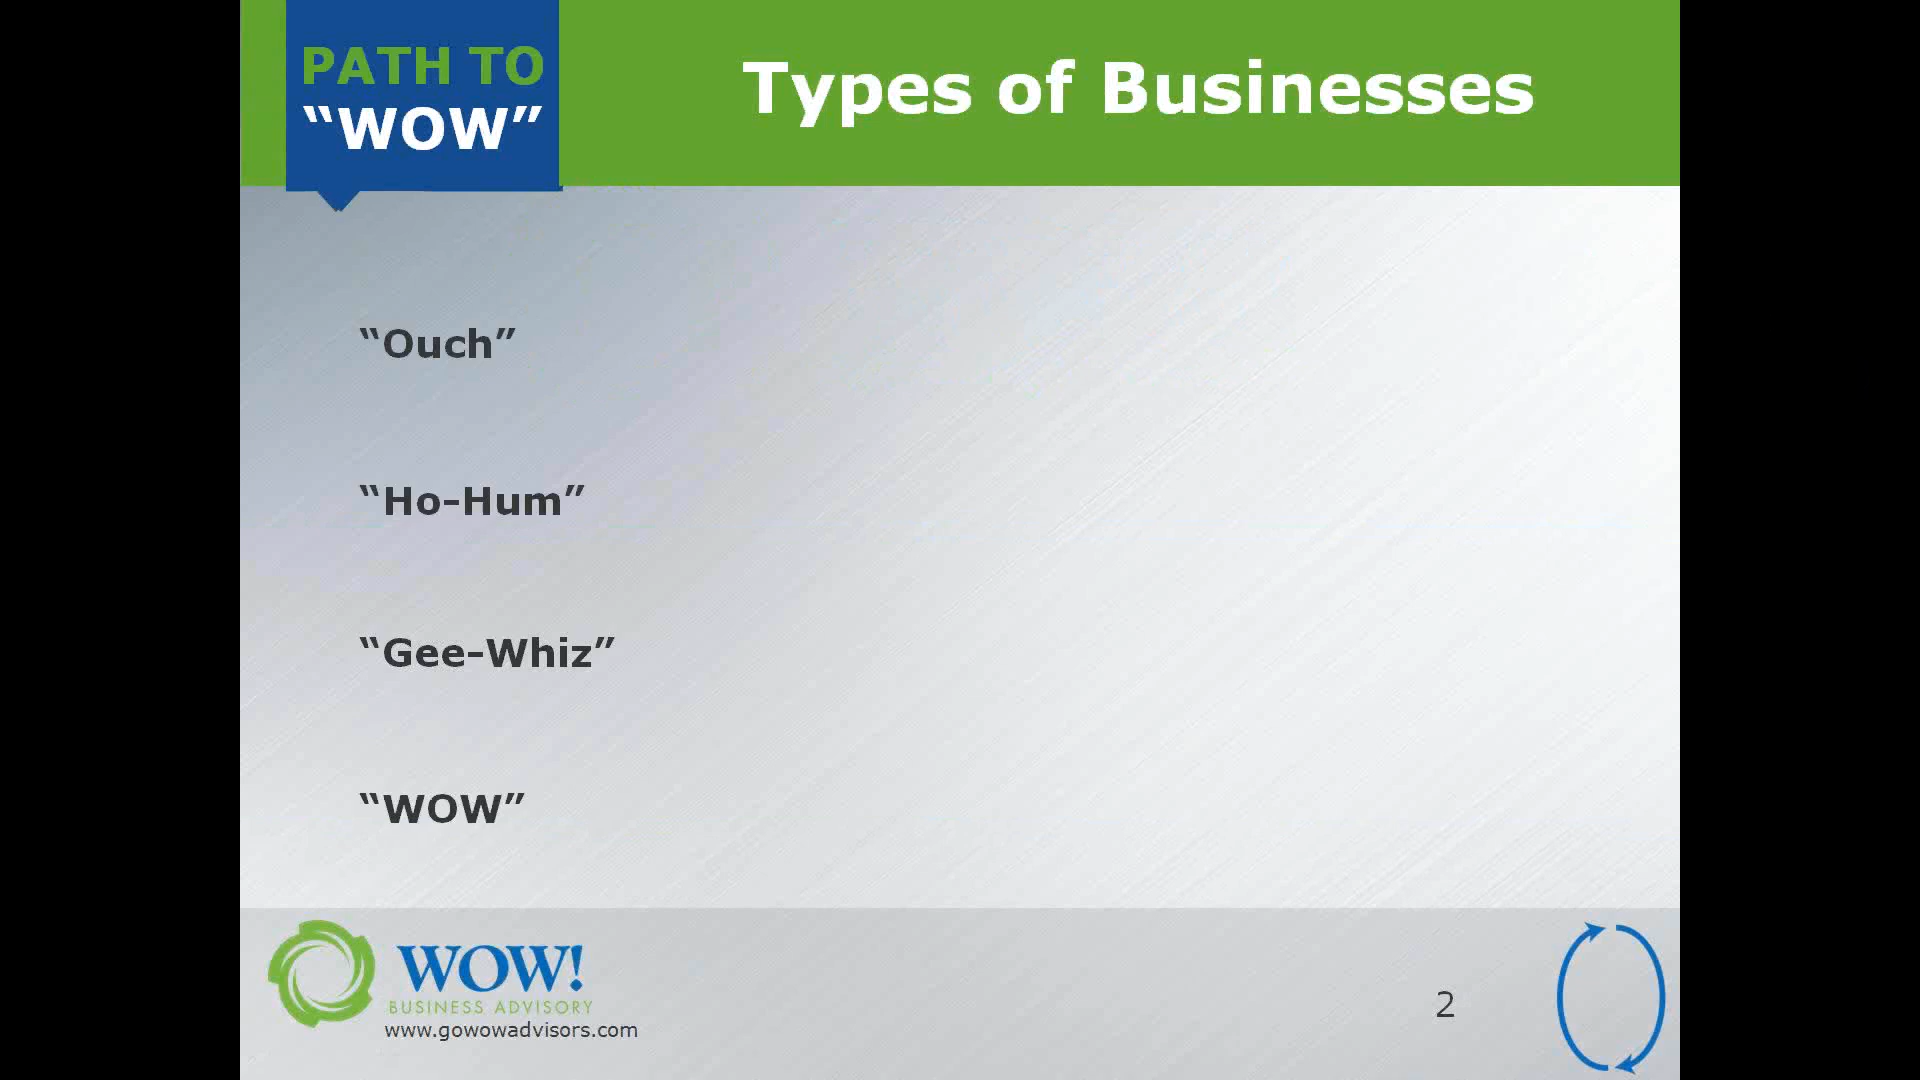 PATH TO
“WOW”
Types of Businesses
“Ouch”
“Ho-Hum”
“Gee-Whiz”
“WOW”
WOW!
BUSINESS ADVISORY
www.gowowadvisors.com
2